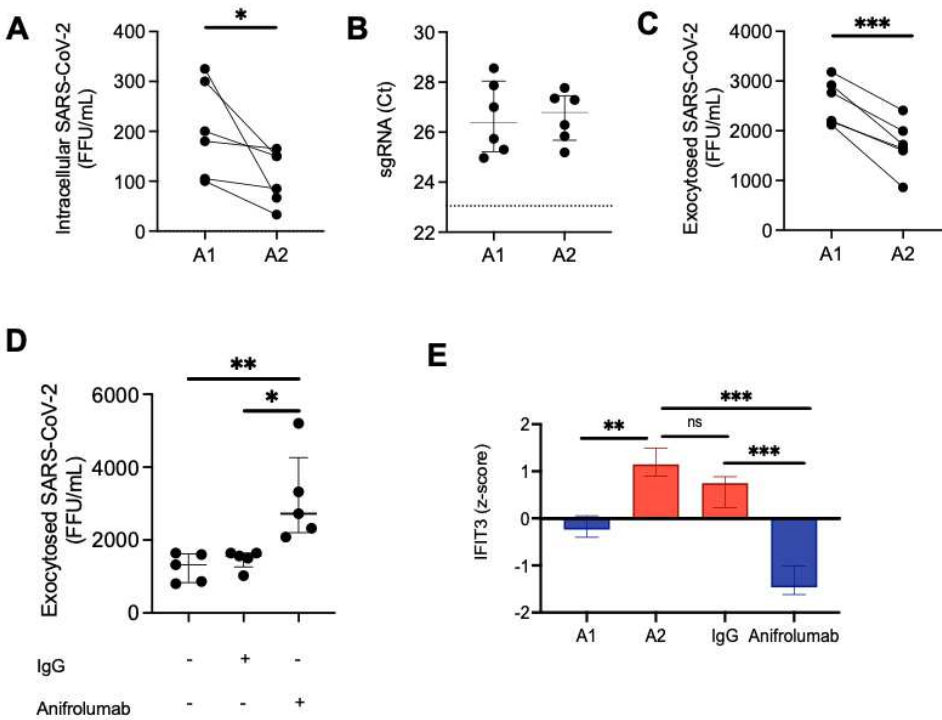 A
Intracellular SARS-CoV-2
(FFU/mL)
400
300
200
100
0
*
A1
A2
B
sgRNA (Ct)
30
28
26
24
22
A1
A2
C
Exocytosed SARS-CoV-2
(FFU/mL)
4000
3000
2000
1000
0
***
A1
A2
D
Exocytosed SARS-CoV-2
(FFU/mL)
6000
4000
2000
0
**
*
IgG
- + -
Anifrolumab
- - +
E
IFIT3 (z-score)
2
1
0
-1
-2
**
***
ns
***
A1
A2
IgG
Anifrolumab